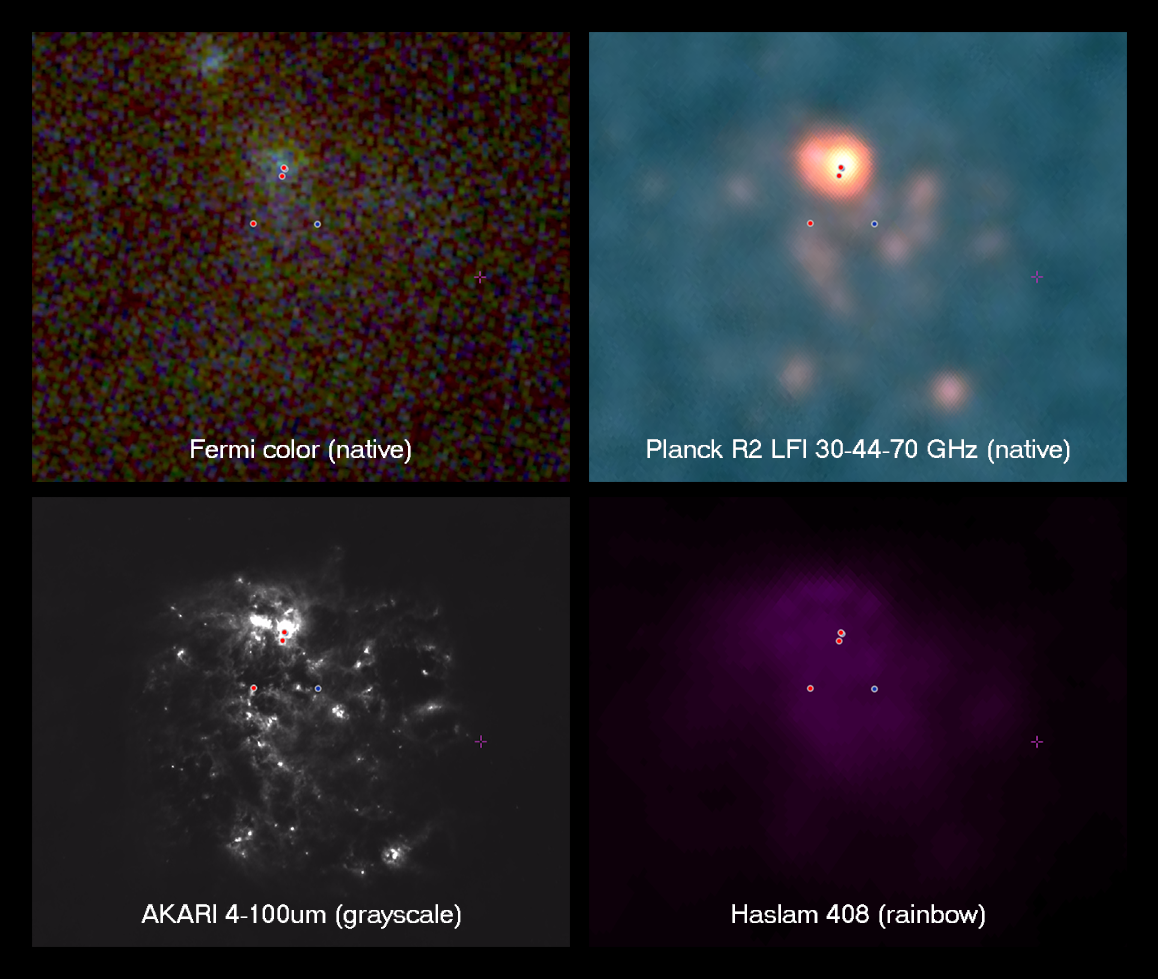 Fermi color (native)
Planck R2 LFI 30-44-70 GHz (native)
AKARI 4-100um (grayscale)
Haslam 408 (rainbow)